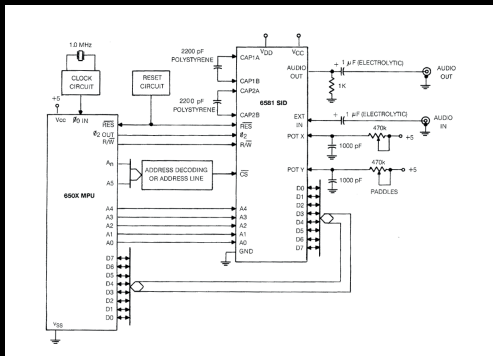 1.0 MHz
CLOCK
CIRCUIT
+5
Vcc Ø0 IN
RESET
CIRCUIT
2200 pF
POLYSTYRENE
2200 pF
POLYSTYRENE
VDD VCC
CAP1A
CAP1B
CAP2A
CAP2B
AUDIO
OUT
6581 SID
+ 1 µF (ELECTROLYTIC)
1K
AUDIO
OUT
EXT
IN
+ 1 µF (ELECTROLYTIC)
AUDIO
IN
RES
Ø2 OUT
R/W
RES
Ø2
R/W
POT X
1000 pF
470k
+5
POT Y
1000 pF
470k
+5
PADDLES
650X MPU
An
A5
ADDRESS DECODING
OR ADDRESS LINE
CS
A4
A3
A2
A1
A0
A4
A3
A2
A1
A0
GND
D0
D1
D2
D3
D4
D5
D6
D7
D7
D6
D5
D4
D3
D2
D1
D0
VSS